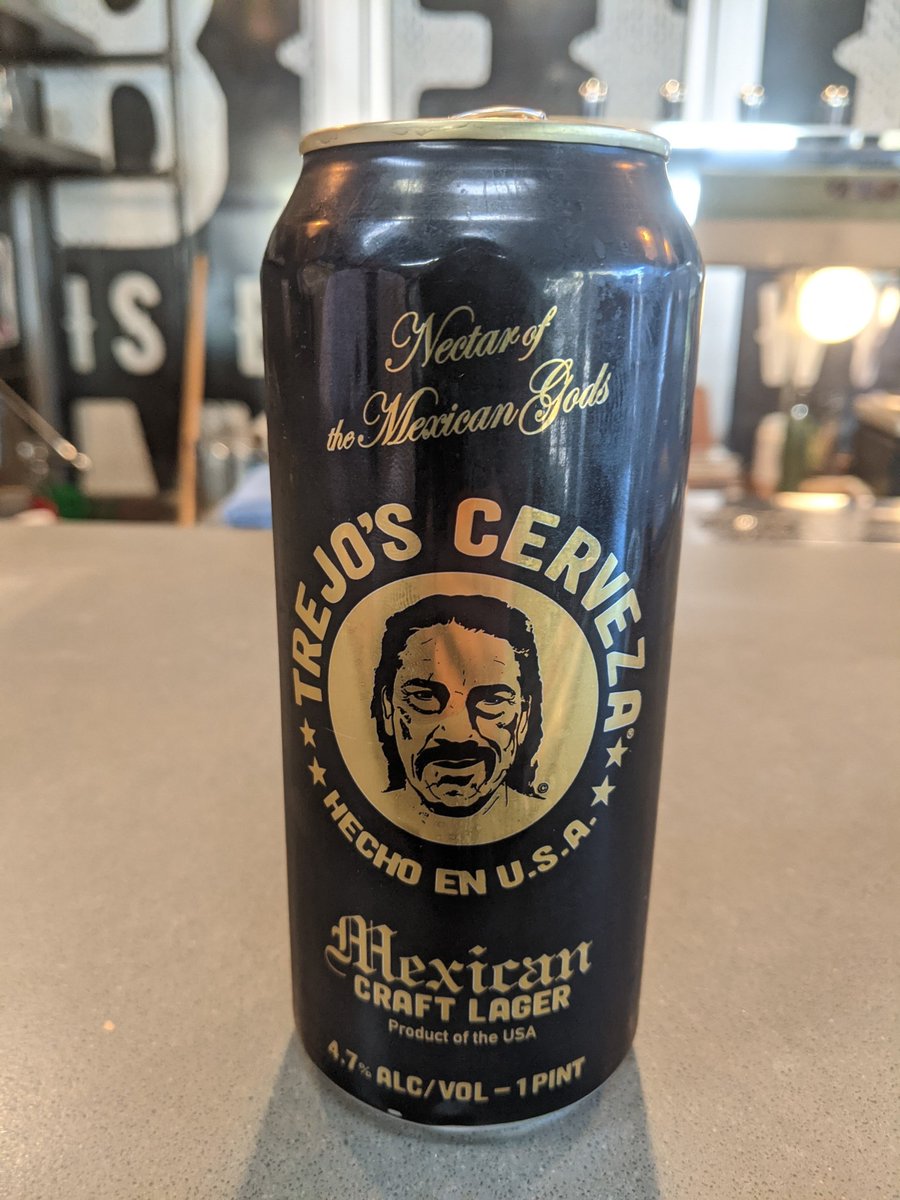 Nectar of
the Mexican Gods
TREJO'S CERVEZA®
©
HECHO EN U.S.A.
Mexican
CRAFT LAGER
Product of the USA
4.7% ALC/VOL – 1 PINT
IS